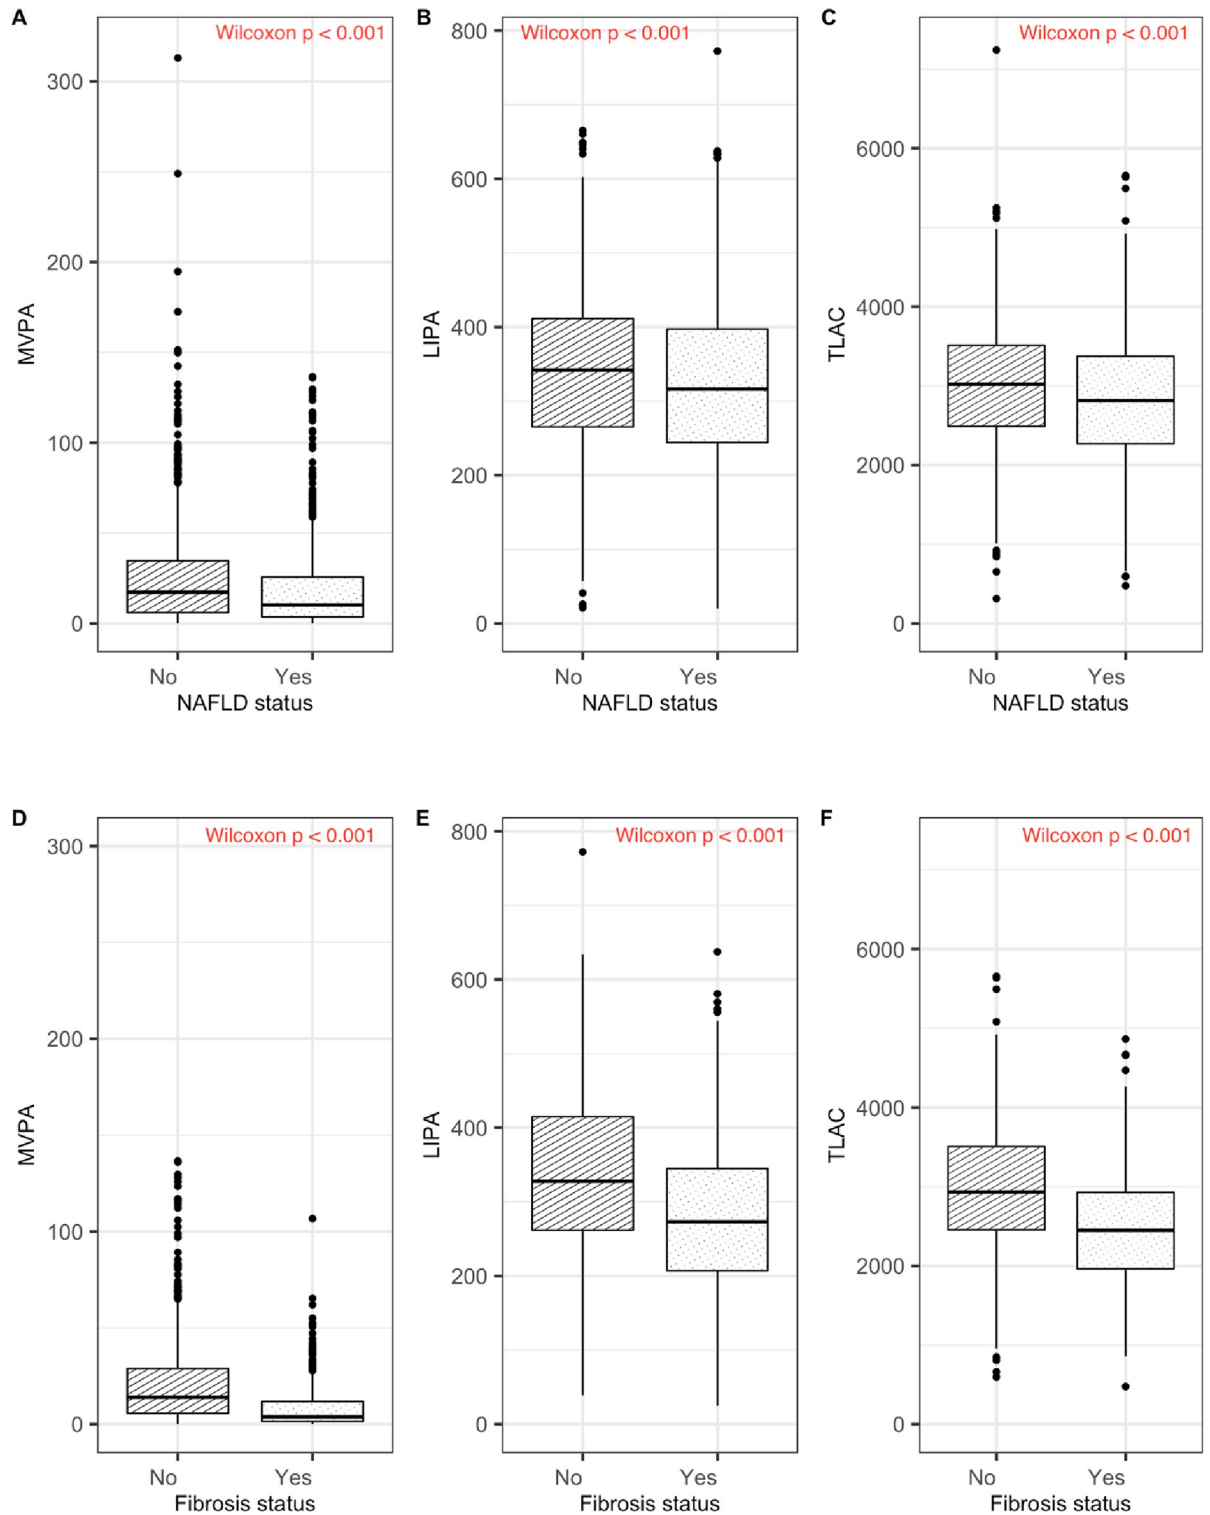 A
Wilcoxon p < 0.001
300
200
100
0
MVPA
No
Yes
NAFLD status
B
Wilcoxon p < 0.001
800
600
400
200
0
LIPA
No
Yes
NAFLD status
C
Wilcoxon p < 0.001
6000
4000
2000
0
TLAC
No
Yes
NAFLD status
D
Wilcoxon p < 0.001
300
200
100
0
MVPA
No
Yes
Fibrosis status
E
Wilcoxon p < 0.001
800
600
400
200
0
LIPA
No
Yes
Fibrosis status
F
Wilcoxon p < 0.001
6000
4000
2000
0
TLAC
No
Yes
Fibrosis status